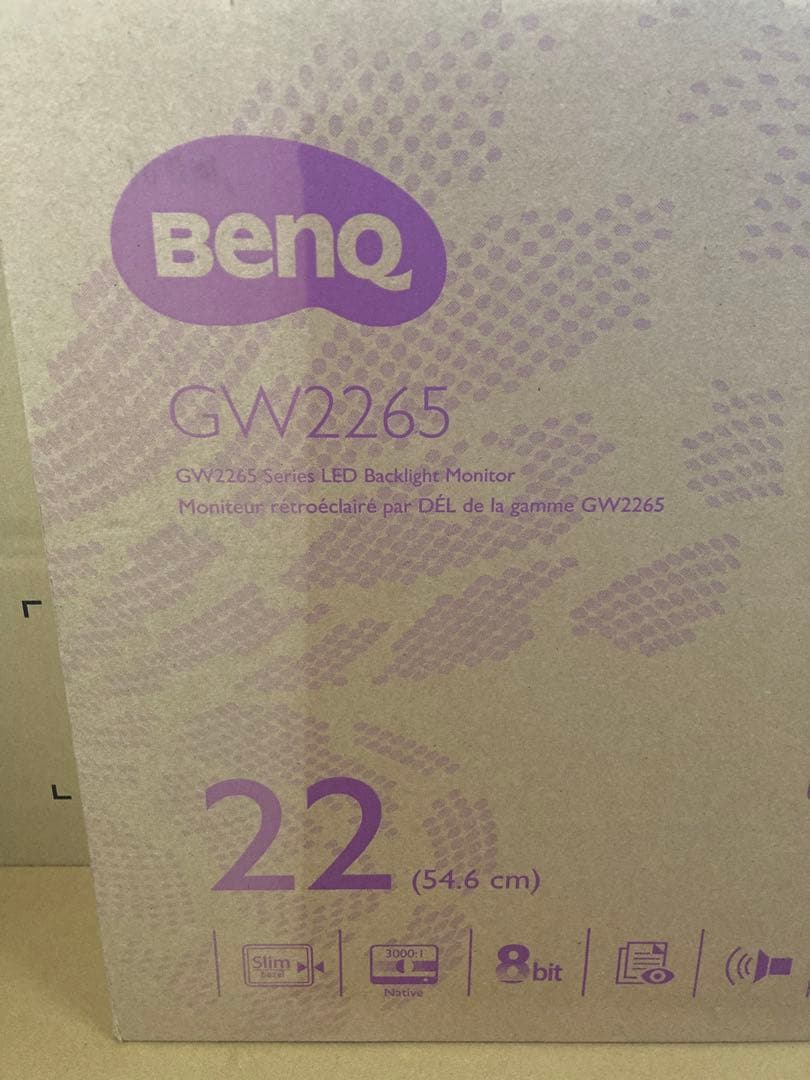 BenQ
GW2265
GW2265 Series LED Backlight Monitor
Moniteur rétroéclairé par DÉL de la gamme GW2265
22 (54.6 cm)
Slim
bezel
3000:1
Native
8bit